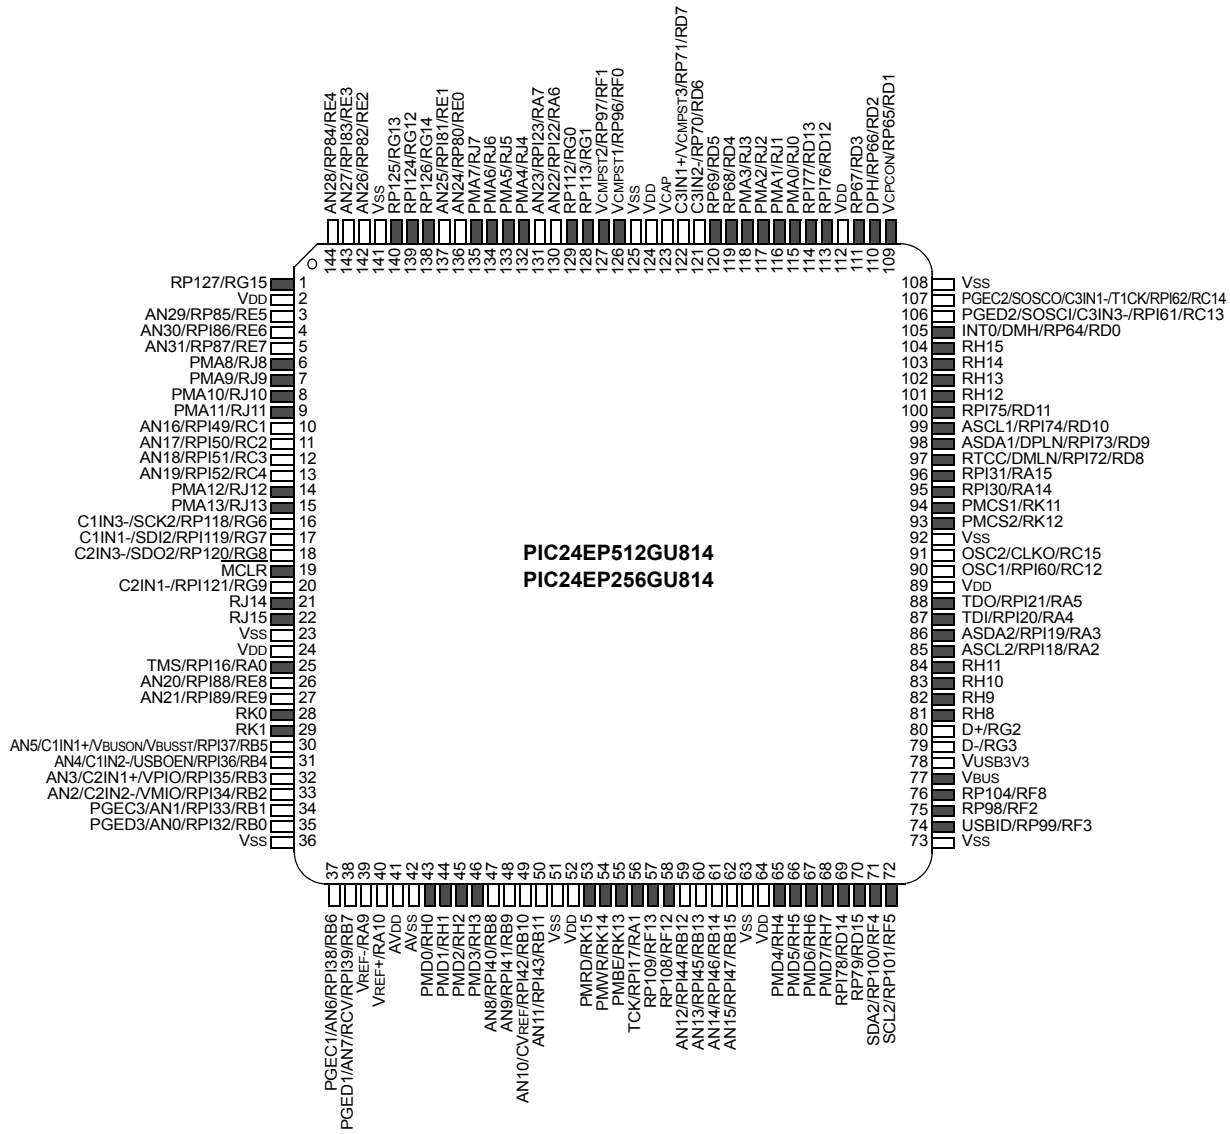 AN28/RP84/RE4
AN27/RPI83/RE3
AN26/RP82/RE2
VSS
RP125/RG13
RPI124/RG12
RP126/RG14
AN25/RPI81/RE1
AN24/RP80/RE0
PMA7/RJ7
PMA6/RJ6
PMA5/RJ5
PMA4/RJ4
AN23/RPI23/RA7
AN22/RPI22/RA6
RP112/RG0
RP113/RG1
VCMPST2/RP97/RF1
VCMPST1/RP96/RF0
VSS
VDD
VCAP
C3IN1+/VCMPST3/RP71/RD7
C3IN2-/RP70/RD6
RP69/RD5
RP68/RD4
PMA3/RJ3
PMA2/RJ2
PMA1/RJ1
PMA0/RJ0
RPI77/RD13
RPI76/RD12
VDD
RP67/RD3
DPH/RP66/RD2
VCPCON/RP65/RD1
144
143
142
141
140
139
138
137
136
135
134
133
132
131
130
129
128
127
126
125
124
123
122
121
120
119
118
117
116
115
114
113
112
111
110
109
RP127/RG15 1
VDD 2
AN29/RP85/RE5 3
AN30/RPI86/RE6 4
AN31/RP87/RE7 5
PMA8/RJ8 6
PMA9/RJ9 7
PMA10/RJ10 8
PMA11/RJ11 9
AN16/RPI49/RC1 10
AN17/RPI50/RC2 11
AN18/RPI51/RC3 12
AN19/RPI52/RC4 13
PMA12/RJ12 14
PMA13/RJ13 15
C1IN3-/SCK2/RP118/RG6 16
C1IN1-/SDI2/RPI119/RG7 17
C2IN3-/SDO2/RP120/RG8 18
MCLR 19
C2IN1-/RPI121/RG9 20
RJ14 21
RJ15 22
VSS 23
VDD 24
TMS/RPI16/RA0 25
AN20/RPI88/RE8 26
AN21/RPI89/RE9 27
RK0 28
RK1 29
AN5/C1IN1+/VBUSON/VBUSST/RPI37/RB5 30
AN4/C1IN2-/USBOEN/RPI36/RB4 31
AN3/C2IN1+/VPIO/RPI35/RB3 32
AN2/C2IN2-/VMIO/RPI34/RB2 33
PGEC3/AN1/RPI33/RB1 34
PGED3/AN0/RPI32/RB0 35
VSS 36
PIC24EP512GU814
PIC24EP256GU814
108 VSS
107 PGEC2/SOSCO/C3IN1-/T1CK/RPI62/RC14
106 PGED2/SOSCI/C3IN3-/RPI61/RC13
105 INT0/DMH/RP64/RD0
104 RH15
103 RH14
102 RH13
101 RH12
100 RPI75/RD11
99 ASCL1/RPI74/RD10
98 ASDA1/DPLN/RPI73/RD9
97 RTCC/DMLN/RPI72/RD8
96 RPI31/RA15
95 RPI30/RA14
94 PMCS1/RK11
93 PMCS2/RK12
92 VSS
91 OSC2/CLKO/RC15
90 OSC1/RPI60/RC12
89 VDD
88 TDO/RPI21/RA5
87 TDI/RPI20/RA4
86 ASDA2/RPI19/RA3
85 ASCL2/RPI18/RA2
84 RH11
83 RH10
82 RH9
81 RH8
80 D+/RG2
79 D-/RG3
78 VUSB3V3
77 VBUS
76 RP104/RF8
75 RP98/RF2
74 USBID/RP99/RF3
73 VSS
37
38
39
40
41
42
43
44
45
46
47
48
49
50
51
52
53
54
55
56
57
58
59
60
61
62
63
64
65
66
67
68
69
70
71
72
PGEC1/AN6/RPI38/RB6
PGED1/AN7/RCV/RPI39/RB7
VREF-/RA9
VREF+/RA10
AVDD
AVSS
PMD0/RH0
PMD1/RH1
PMD2/RH2
PMD3/RH3
AN8/RPI40/RB8
AN9/RPI41/RB9
AN10/CVREF/RPI42/RB10
AN11/RPI43/RB11
VSS
VDD
PMRD/RK15
PMWR/RK14
PMBE/RK13
TCK/RPI17/RA1
RP109/RF13
RP108/RF12
AN12/RPI44/RB12
AN13/RPI45/RB13
AN14/RPI46/RB14
AN15/RPI47/RB15
VSS
VDD
PMD4/RH4
PMD5/RH5
PMD6/RH6
PMD7/RH7
RPI78/RD14
RP79/RD15
SDA2/RP100/RF4
SCL2/RP101/RF5